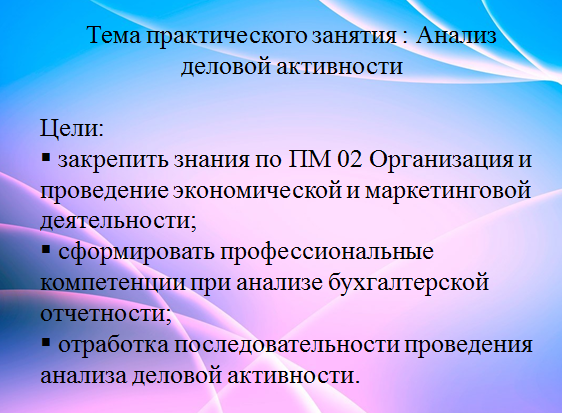 Тема практического занятия : Анализ
деловой активности
Цели:
▪ закрепить знания по ПМ 02 Организация и
проведение экономической и маркетинговой
деятельности;
▪ сформировать профессиональные
компетенции при анализе бухгалтерской
отчетности;
▪ отработка последовательности проведения
анализа деловой активности.